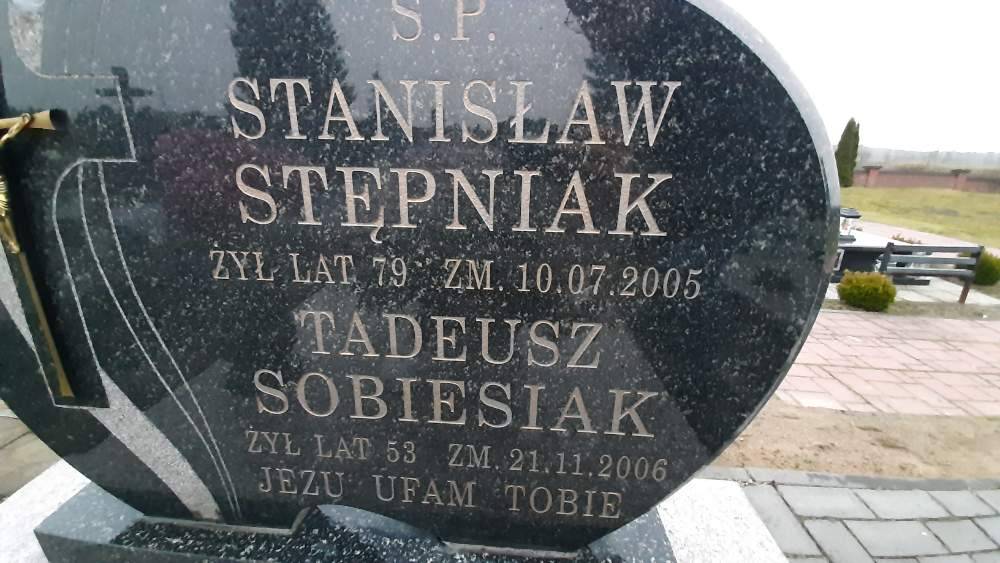 Ś.P.
STANISŁAW
STĘPNIAK
ŻYŁ LAT 79 ZM. 10.07.2005
TADEUSZ
SOBIESIAK
ŻYŁ LAT 53 ZM. 21.11.2006
JEZU UFAM TOBIE